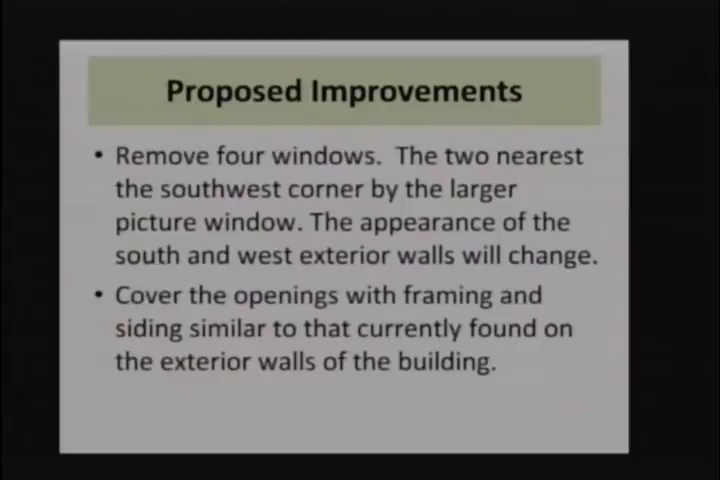 Proposed Improvements
• Remove four windows.  The two nearest
the southwest corner by the larger
picture window. The appearance of the
south and west exterior walls will change.
• Cover the openings with framing and
siding similar to that currently found on
the exterior walls of the building.